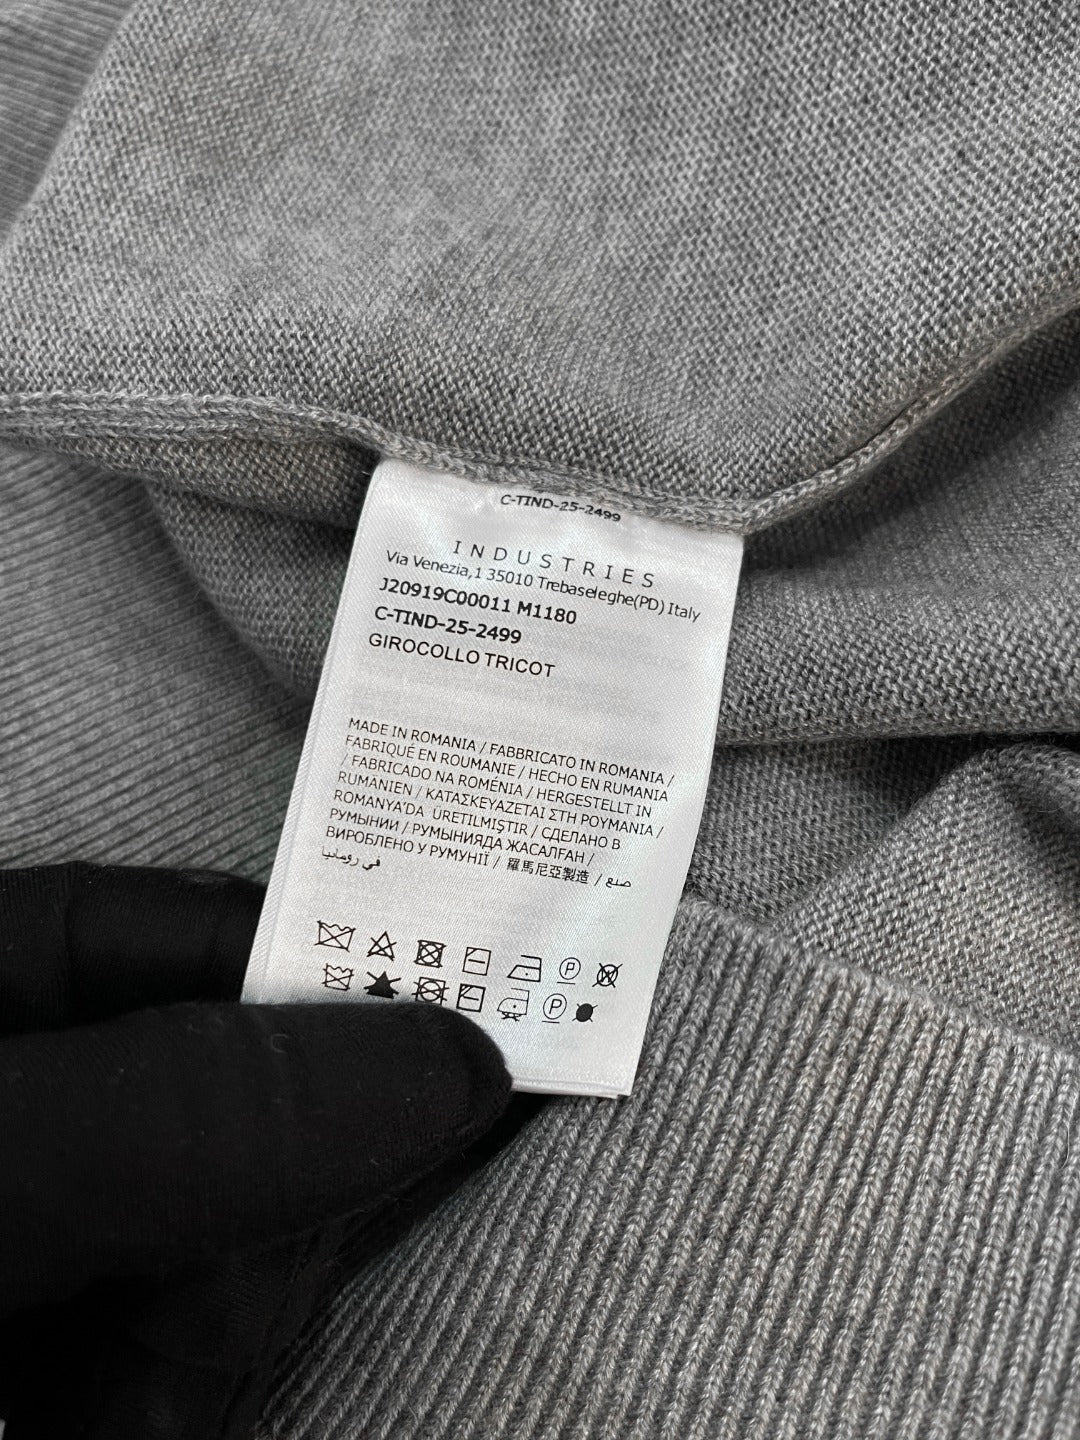 C-TIND-25-2499
INDUSTRIES
Via Venezia,1 35010 Trebaseleghe(PD) Italy
J20919C00011 M1180
C-TIND-25-2499
GIROCOLLO TRICOT
MADE IN ROMANIA / FABBRICATO IN ROMANIA /
FABRIQUÉ EN ROUMANIE / HECHO EN RUMANIA
/ FABRICADO NA ROMÉNIA / HERGESTELLT IN
RUMÄNIEN / ΚΑΤΑΣΚΕΥΑΖΕΤΑΙ ΣΤΗ ΡΟΥΜΑΝΙΑ /
ROMANYA'DA ÜRETILMIŞTIR / СДЕЛАНО В
РУМЫНИИ / РУМЫНИЯДА ЖАСАЛҒАН /
ВИРОБЛЕНО У РУМУНІЇ / 羅馬尼亞製造 / صنع
في رومانيا
P
P